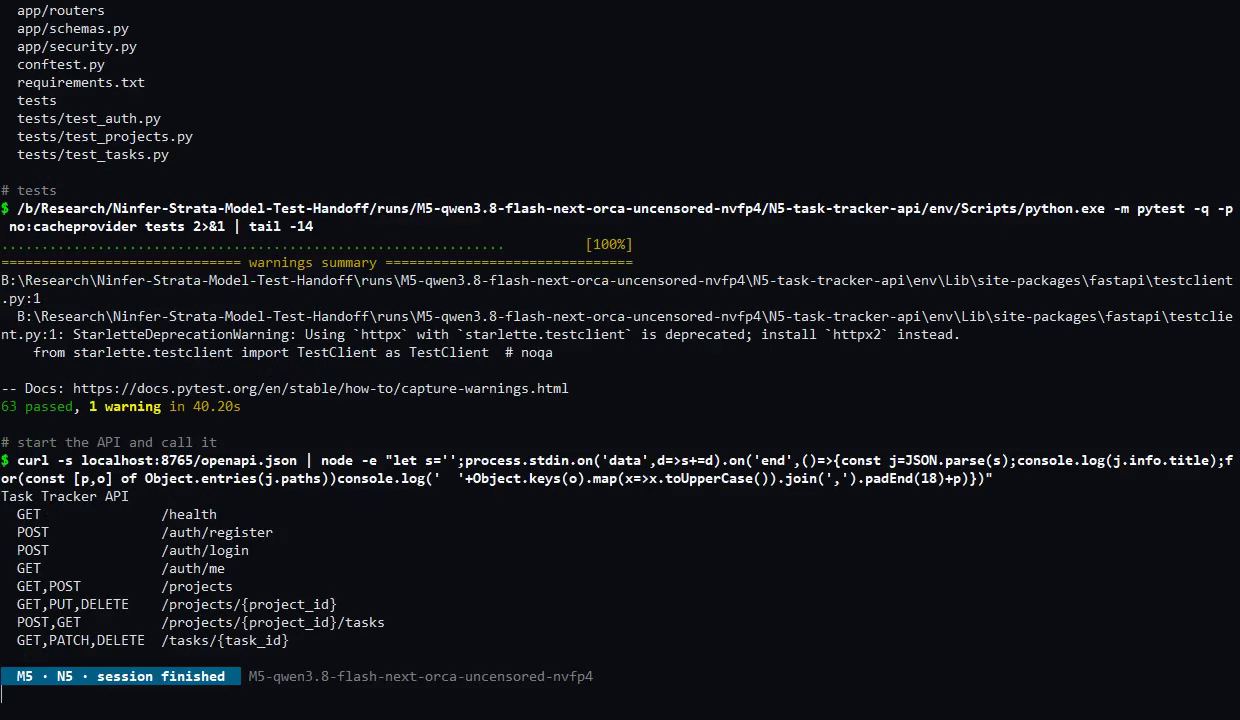 app/routers
app/schemas.py
app/security.py
conftest.py
requirements.txt
tests
tests/test_auth.py
tests/test_projects.py
tests/test_tasks.py
# tests
$ /b/Research/Ninfer-Strata-Model-Test-Handoff/runs/M5-qwen3.8-flash-next-orca-uncensored-nvfp4/N5-task-tracker-api/env/Scripts/python.exe -m pytest -q -p
no:cacheprovider tests 2>&1 | tail -14
............................................................... [100%]
============================== warnings summary ===============================
B:\Research\Ninfer-Strata-Model-Test-Handoff\runs\M5-qwen3.8-flash-next-orca-uncensored-nvfp4\N5-task-tracker-api\env\Lib\site-packages\fastapi\testclient
.py:1
B:\Research\Ninfer-Strata-Model-Test-Handoff\runs\M5-qwen3.8-flash-next-orca-uncensored-nvfp4\N5-task-tracker-api\env\Lib\site-packages\fastapi\testclie
nt.py:1: StarletteDeprecationWarning: Using `httpx` with `starlette.testclient` is deprecated; install `httpx2` instead.
from starlette.testclient import TestClient as TestClient  # noqa
-- Docs: https://docs.pytest.org/en/stable/how-to/capture-warnings.html
63 passed, 1 warning in 40.20s
# start the API and call it
$ curl -s localhost:8765/openapi.json | node -e "let s='';process.stdin.on('data',d=>s+=d).on('end',()=>{const j=JSON.parse(s);console.log(j.info.title);f
or(const [p,o] of Object.entries(j.paths))console.log('  '+Object.keys(o).map(x=>x.toUpperCase()).join(',').padEnd(18)+p)})"
Task Tracker API
GET /health
POST /auth/register
POST /auth/login
GET /auth/me
GET,POST /projects
GET,PUT,DELETE /projects/{project_id}
POST,GET /projects/{project_id}/tasks
GET,PATCH,DELETE /tasks/{task_id}
M5 · N5 · session finished M5-qwen3.8-flash-next-orca-uncensored-nvfp4